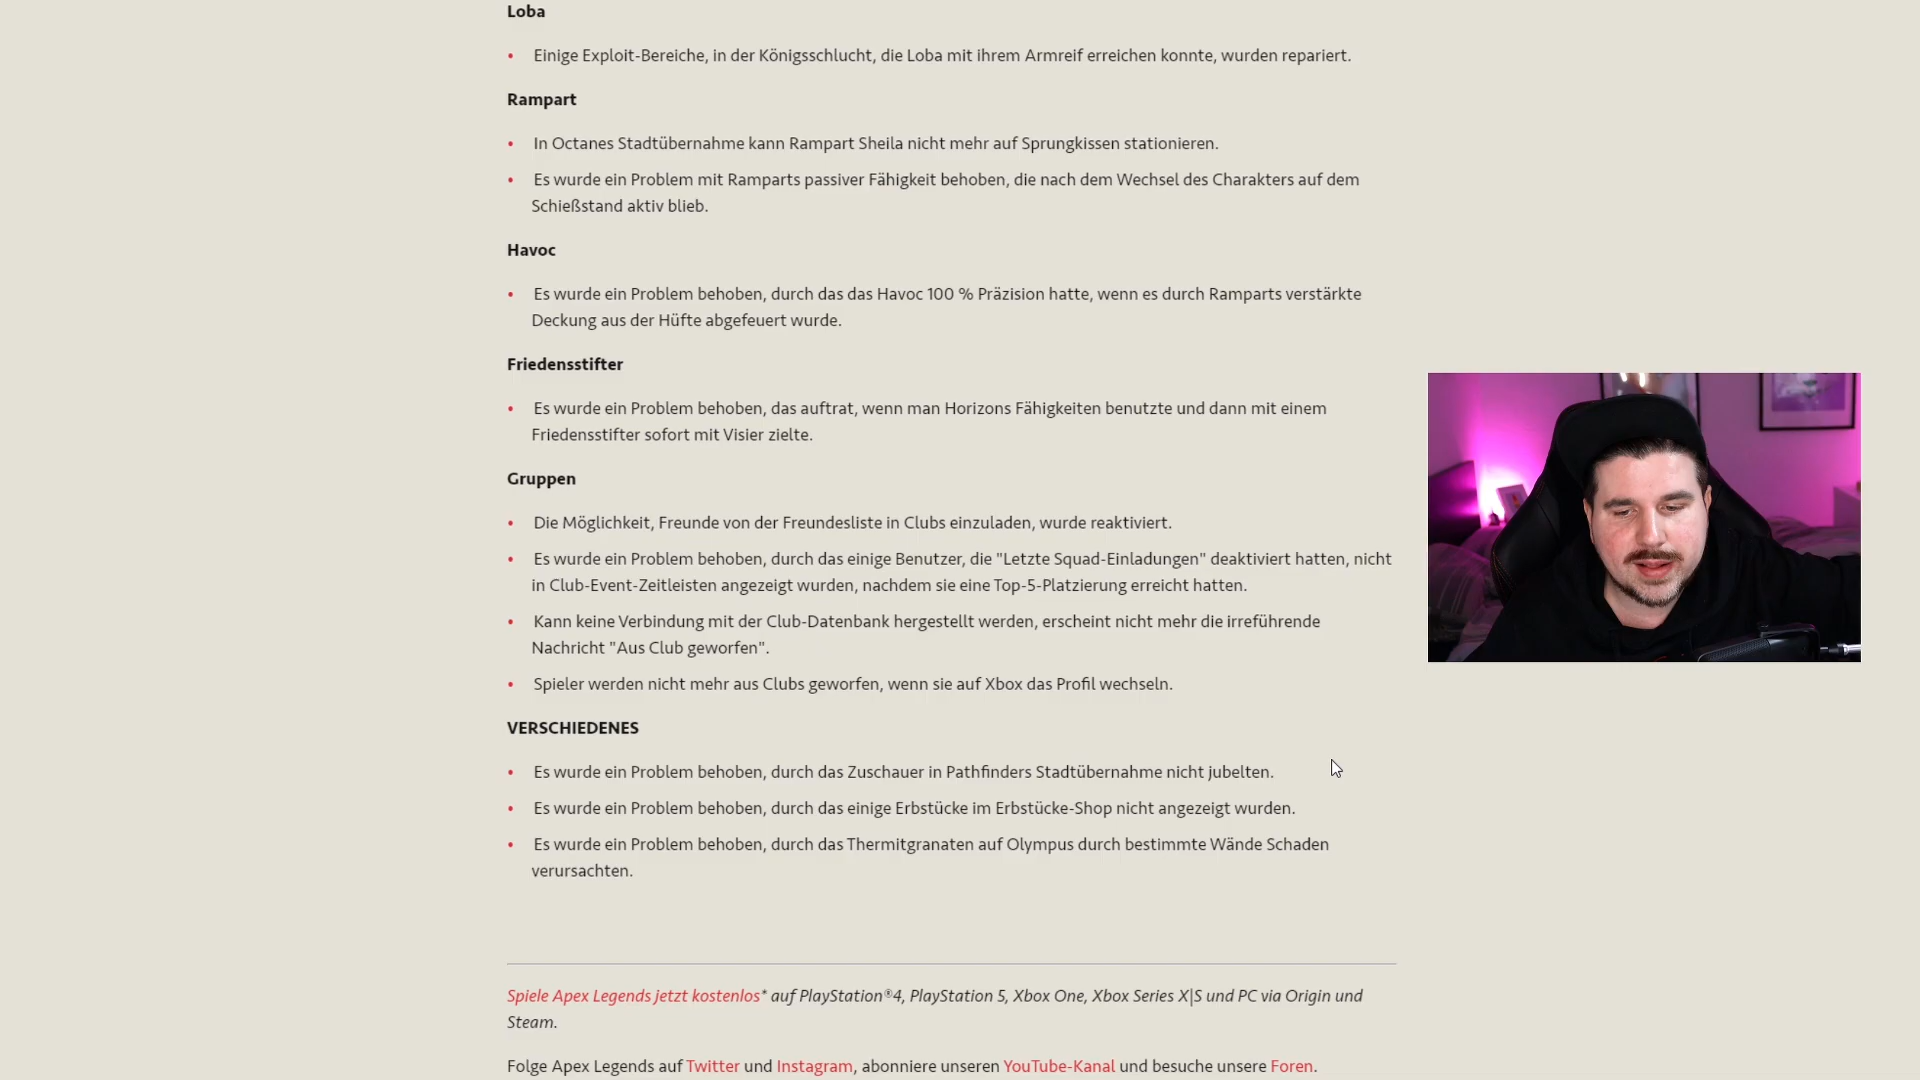 Loba
• Einige Exploit-Bereiche, in der Königsschlucht, die Loba mit ihrem Armreif erreichen konnte, wurden repariert.
Rampart
• In Octanes Stadtübernahme kann Rampart Sheila nicht mehr auf Sprungkissen stationieren.
• Es wurde ein Problem mit Ramparts passiver Fähigkeit behoben, die nach dem Wechsel des Charakters auf dem
Schießstand aktiv blieb.
Havoc
• Es wurde ein Problem behoben, durch das das Havoc 100 % Präzision hatte, wenn es durch Ramparts verstärkte
Deckung aus der Hüfte abgefeuert wurde.
Friedensstifter
• Es wurde ein Problem behoben, das auftrat, wenn man Horizons Fähigkeiten benutzte und dann mit einem
Friedensstifter sofort mit Visier zielte.
Gruppen
• Die Möglichkeit, Freunde von der Freundesliste in Clubs einzuladen, wurde reaktiviert.
• Es wurde ein Problem behoben, durch das einige Benutzer, die "Letzte Squad-Einladungen" deaktiviert hatten, nicht
in Club-Event-Zeitleisten angezeigt wurden, nachdem sie eine Top-5-Platzierung erreicht hatten.
• Kann keine Verbindung mit der Club-Datenbank hergestellt werden, erscheint nicht mehr die irreführende
Nachricht "Aus Club geworfen".
• Spieler werden nicht mehr aus Clubs geworfen, wenn sie auf Xbox das Profil wechseln.
VERSCHIEDENES
• Es wurde ein Problem behoben, durch das Zuschauer in Pathfinders Stadtübernahme nicht jubelten.
• Es wurde ein Problem behoben, durch das einige Erbstücke im Erbstücke-Shop nicht angezeigt wurden.
• Es wurde ein Problem behoben, durch das Thermitgranaten auf Olympus durch bestimmte Wände Schaden
verursachten.
Spiele Apex Legends jetzt kostenlos* auf PlayStation®4, PlayStation 5, Xbox One, Xbox Series X|S und PC via Origin und
Steam.
Folge Apex Legends auf Twitter und Instagram, abonniere unseren YouTube-Kanal und besuche unsere Foren.